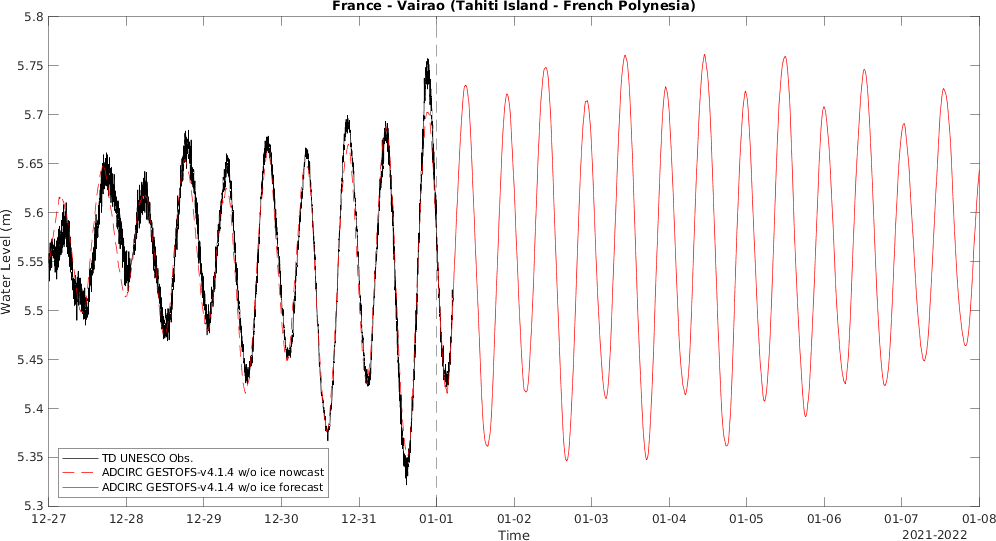 France - Vairao (Tahiti Island - French Polynesia)
5.8
5.75
5.7
5.65
5.6
5.55
5.5
5.45
5.4
5.35
5.3
Water Level (m)
TD UNESCO Obs.
ADCIRC GESTOFS-v4.1.4 w/o ice nowcast
ADCIRC GESTOFS-v4.1.4 w/o ice forecast
12-27 12-28 12-29 12-30 12-31 01-01 01-02 01-03 01-04 01-05 01-06 01-07 01-08
Time
2021-2022